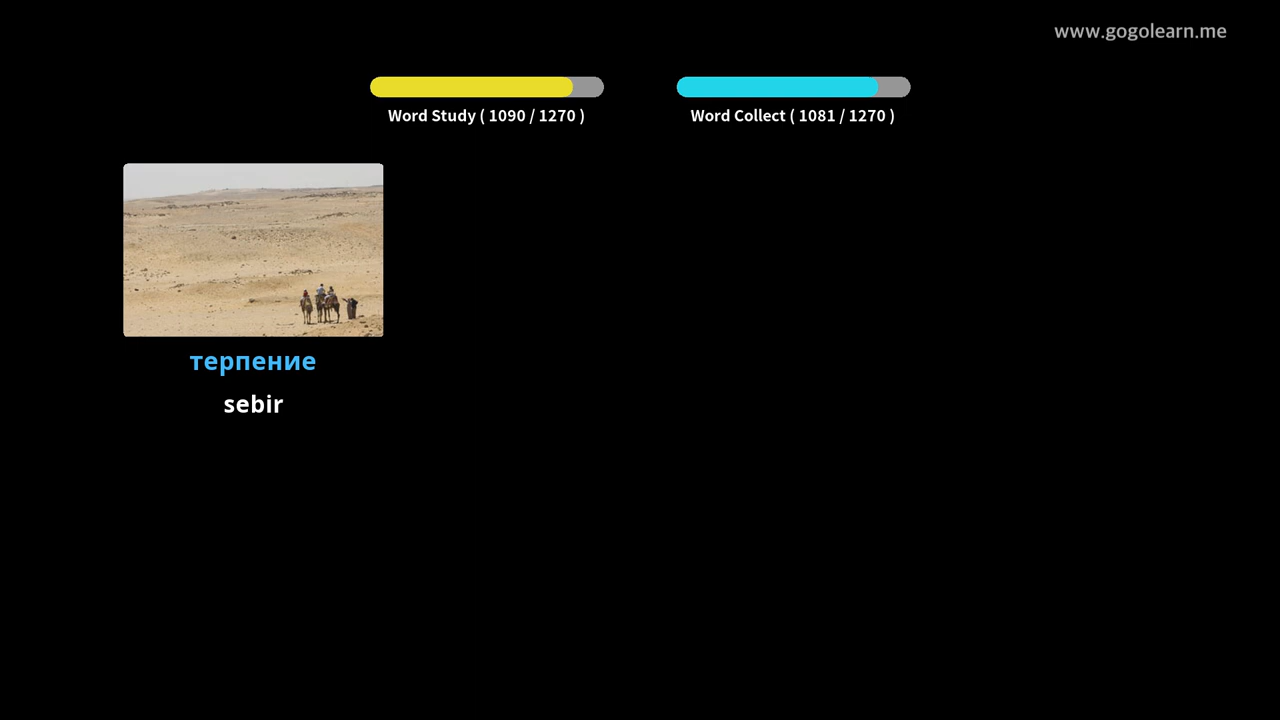 www.gogolearn.me
Word Study ( 1090 / 1270 )
Word Collect ( 1081 / 1270 )
терпение
sebir